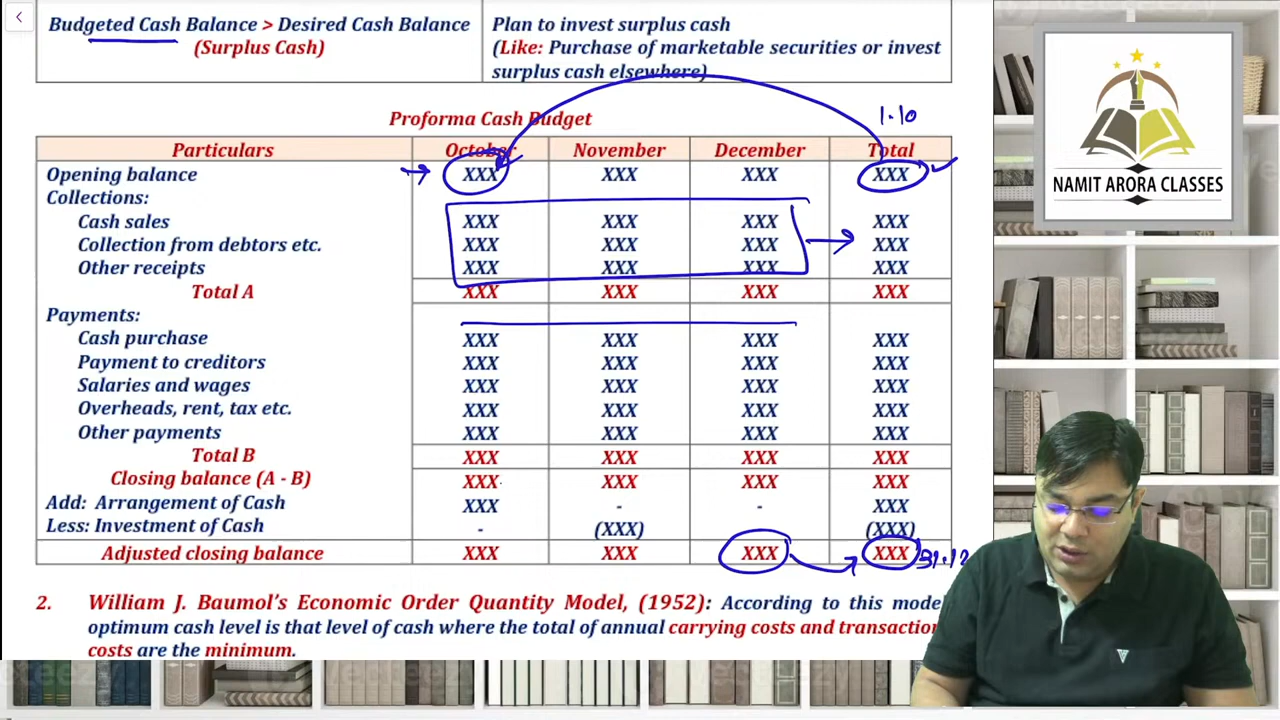 Budgeted Cash Balance > Desired Cash Balance
(Surplus Cash)
Plan to invest surplus cash
(Like: Purchase of marketable securities or invest
surplus cash elsewhere)
1.10
Proforma Cash Budget
Particulars October November December Total
Opening balance XXX XXX XXX XXX
Collections:
Cash sales XXX XXX XXX XXX
Collection from debtors etc. XXX XXX XXX XXX
Other receipts XXX XXX XXX XXX
Total A XXX XXX XXX XXX
Payments:
Cash purchase XXX XXX XXX XXX
Payment to creditors XXX XXX XXX XXX
Salaries and wages XXX XXX XXX XXX
Overheads, rent, tax etc. XXX XXX XXX XXX
Other payments XXX XXX XXX XXX
Total B XXX XXX XXX XXX
Closing balance (A - B) XXX XXX XXX XXX
Add: Arrangement of Cash XXX - - XXX
Less: Investment of Cash - (XXX) (XXX)
Adjusted closing balance XXX XXX XXX XXX 31.12
2. William J. Baumol's Economic Order Quantity Model, (1952): According to this model
optimum cash level is that level of cash where the total of annual carrying costs and transaction
costs are the minimum.
NAMIT ARORA CLASSES